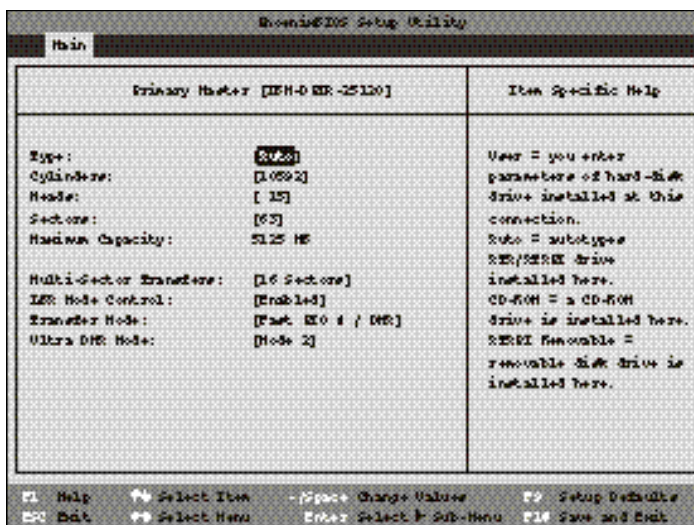 PhoenixBIOS Setup Utility
Main
Primary Master [IBM-DJNA-25120]
Item Specific Help
Type: [Auto]
Cylinders: [10592]
Heads: [ 15]
Sectors: [63]
Maximum Capacity: 5125 MB
Multi-Sector Transfers: [16 Sectors]
LBA Mode Control: [Enabled]
Transfer Mode: [Fast PIO 4 / DMA]
Ultra DMA Mode: [Mode 2]
User = you enter
parameters of hard-disk
drive installed at this
connection.
Auto = autotypes
ATA/ATAPI drive
installed here.
CD-ROM = a CD-ROM
drive is installed here.
ATAPI Removable =
removable disk drive is
installed here.
F1 Help Select Item -/Space Change Values F9 Setup Defaults
ESC Exit Select Menu Enter Select Sub-Menu F10 Save and Exit